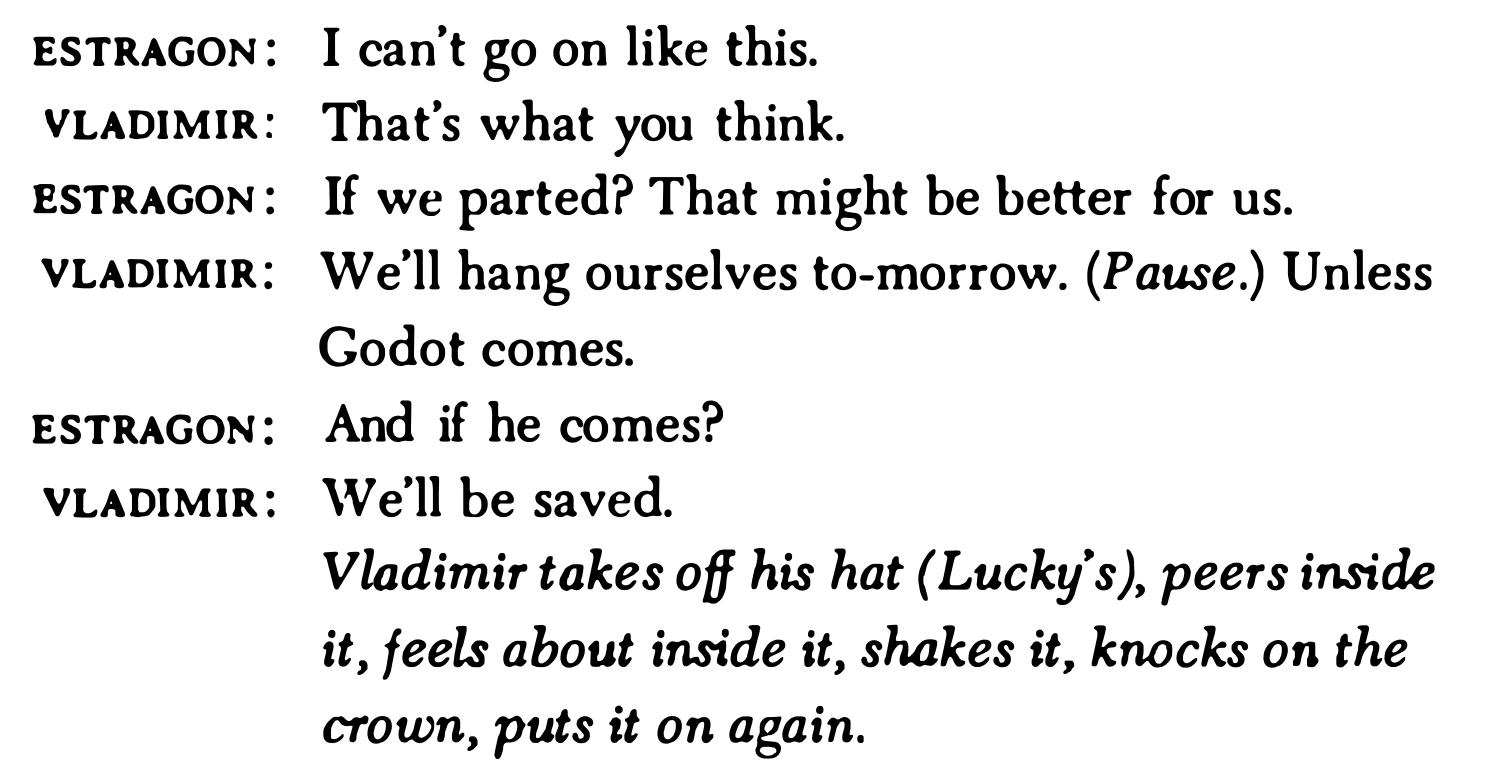 ESTRAGON: I can't go on like this.
VLADIMIR: That's what you think.
ESTRAGON: If we parted? That might be better for us.
VLADIMIR: We'll hang ourselves to-morrow. (Pause.) Unless
Godot comes.
ESTRAGON: And if he comes?
VLADIMIR: We'll be saved.
Vladimir takes off his hat (Lucky's), peers inside
it, feels about inside it, shakes it, knocks on the
crown, puts it on again.